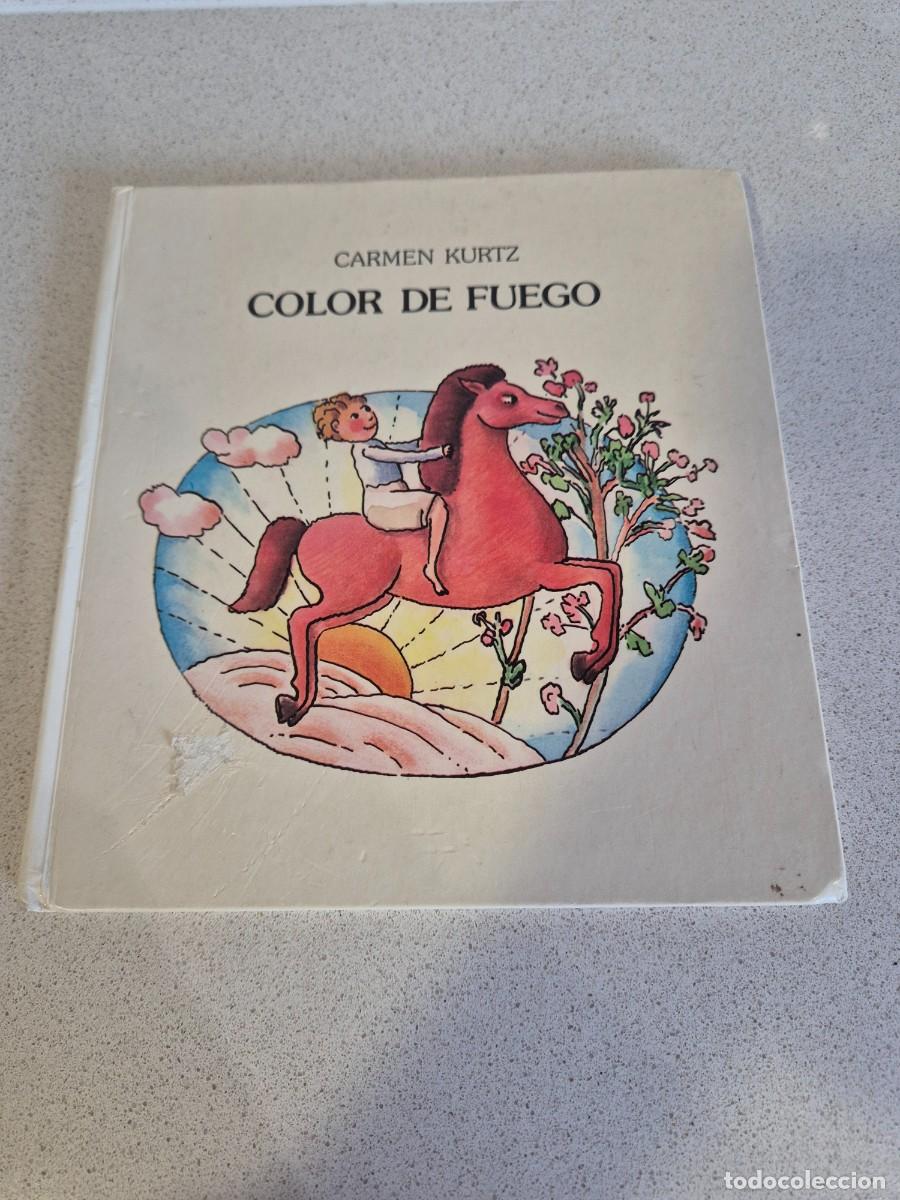 CARMEN KURTZ
COLOR DE FUEGO
todocoleccion